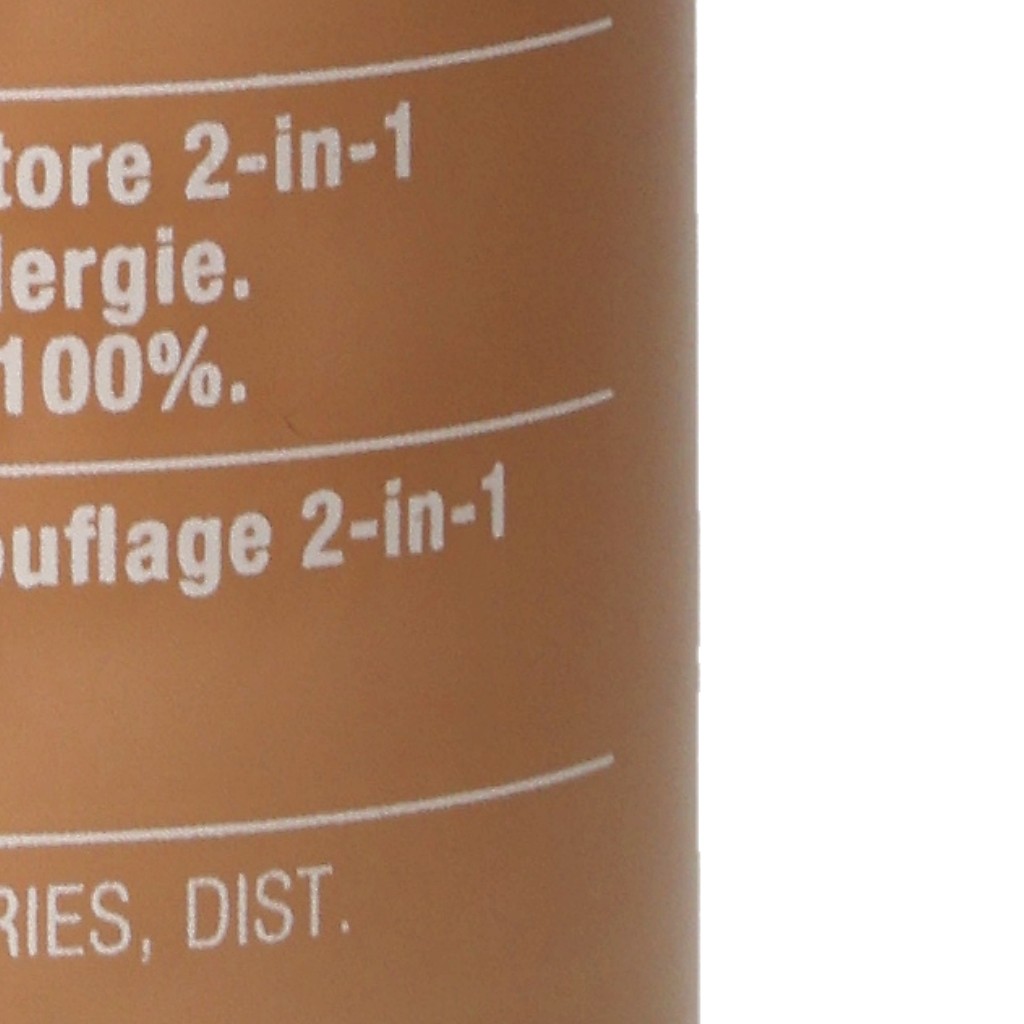 tore 2-in-1
lergie.
100%.
ouflage 2-in-1
RIES, DIST.